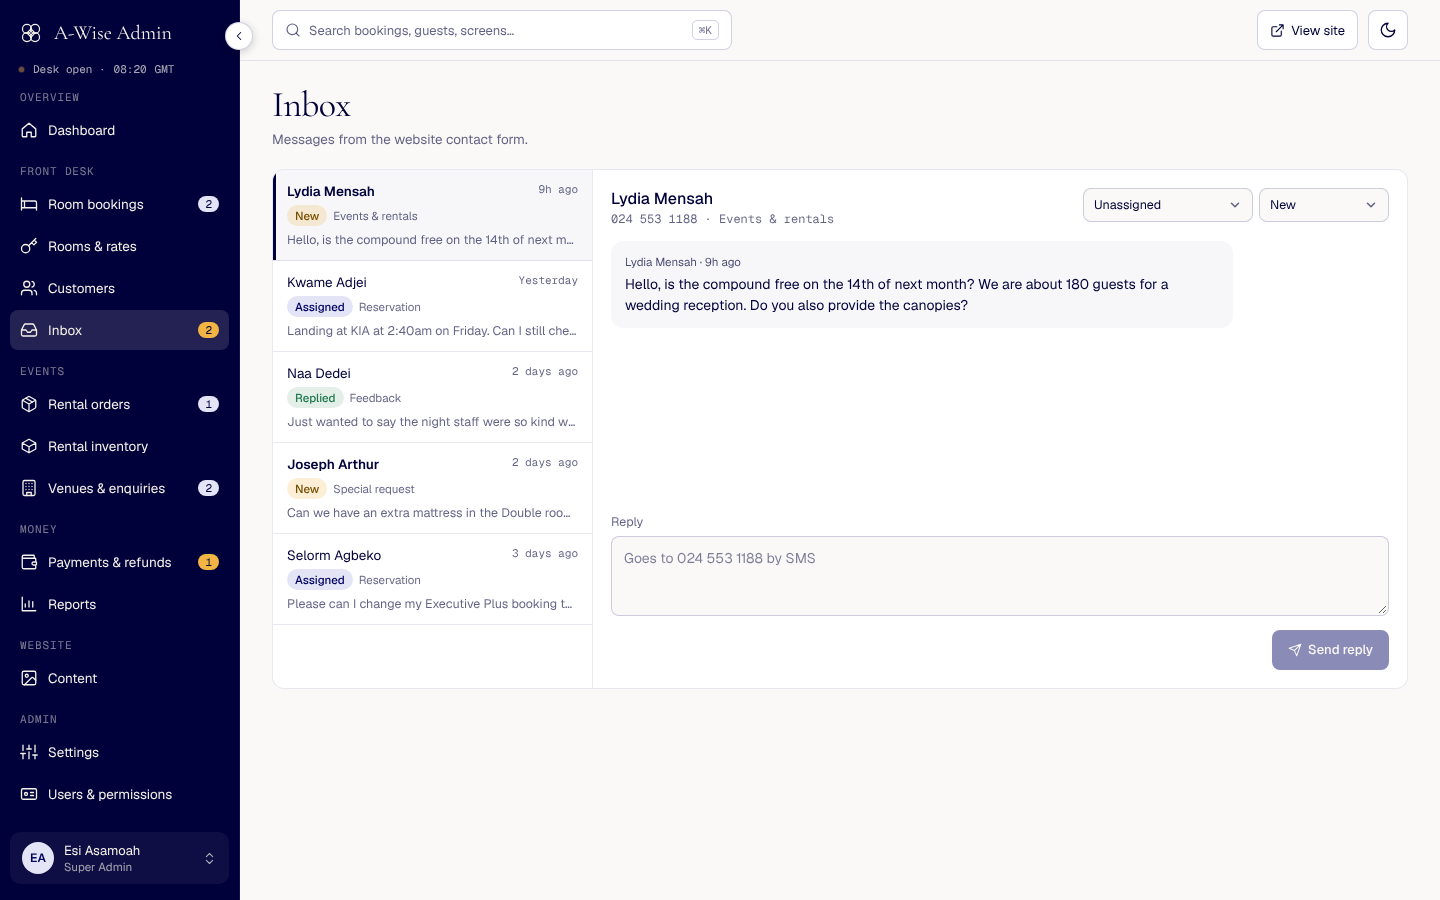 A-Wise Admin
Desk open · 08:20 GMT
OVERVIEW
Dashboard
FRONT DESK
Room bookings 2
Rooms & rates
Customers
Inbox 2
EVENTS
Rental orders 1
Rental inventory
Venues & enquiries 2
MONEY
Payments & refunds 1
Reports
WEBSITE
Content
ADMIN
Settings
Users & permissions
EA
Esi Asamoah
Super Admin
Search bookings, guests, screens... ⌘K
View site
Inbox
Messages from the website contact form.
Lydia Mensah 9h ago
New Events & rentals
Hello, is the compound free on the 14th of next m...
Kwame Adjei Yesterday
Assigned Reservation
Landing at KIA at 2:40am on Friday. Can I still che...
Naa Dedei 2 days ago
Replied Feedback
Just wanted to say the night staff were so kind w...
Joseph Arthur 2 days ago
New Special request
Can we have an extra mattress in the Double roo...
Selorm Agbeko 3 days ago
Assigned Reservation
Please can I change my Executive Plus booking t...
Lydia Mensah
024 553 1188 · Events & rentals
Unassigned
New
Lydia Mensah · 9h ago
Hello, is the compound free on the 14th of next month? We are about 180 guests for a
wedding reception. Do you also provide the canopies?
Reply
Goes to 024 553 1188 by SMS
Send reply